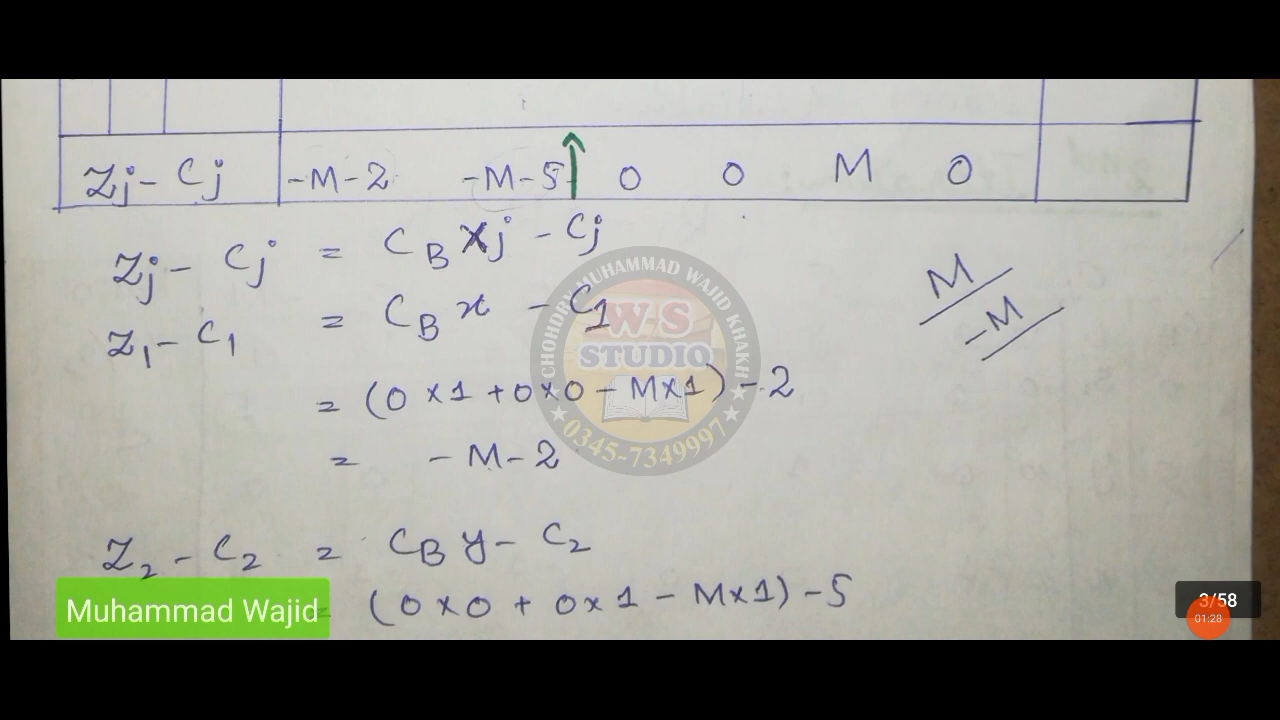 Zj - Cj -M-2 -M-5 0 0 M 0
Zj - Cj = CB Xj - Cj
Z1 - C1 = CB x - C1
= (0 × 1 + 0 × 0 - M × 1) - 2
= -M-2
M
-M
Z2 - C2 = CB y - C2
= (0 × 0 + 0 × 1 - M × 1) - 5
CHOHDRY MUHAMMAD WAJID KHAKH
W S
STUDIO
0345-7349997
Muhammad Wajid
3/58
01:28